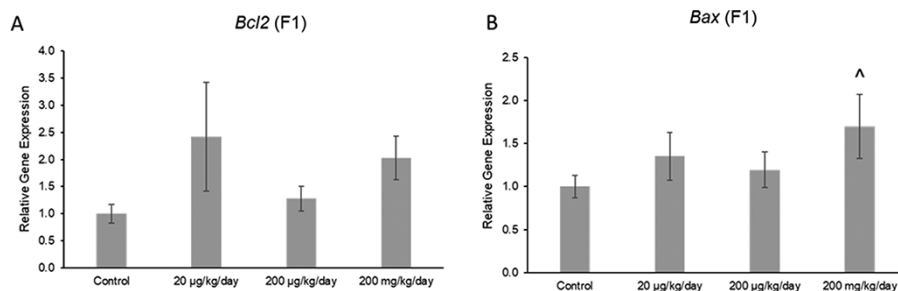 A
Bcl2 (F1)
Relative Gene Expression
4.0
3.5
3.0
2.5
2.0
1.5
1.0
0.5
0.0
Control 20 µg/kg/day 200 µg/kg/day 200 mg/kg/day
B
Bax (F1)
Relative Gene Expression
2.5
2.0
1.5
1.0
0.5
0.0
^
Control 20 µg/kg/day 200 µg/kg/day 200 mg/kg/day